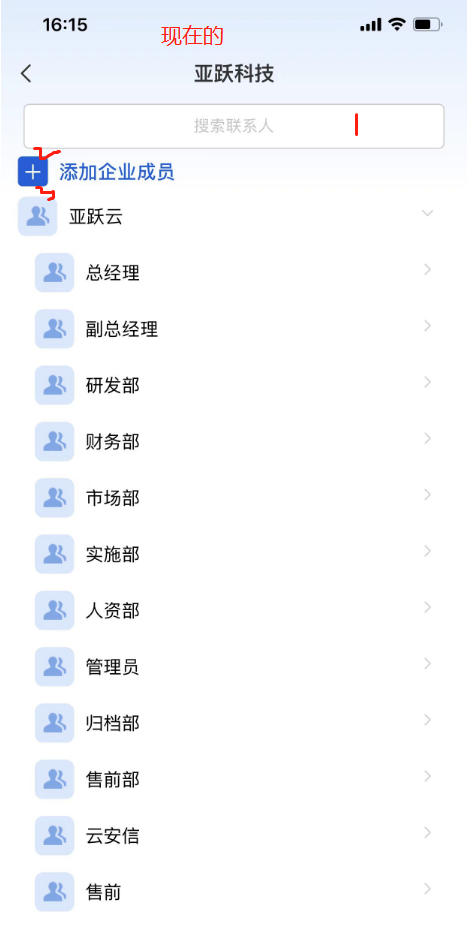 16:15
现在的
亚跃科技
搜索联系人
添加企业成员
亚跃云
总经理
副总经理
研发部
财务部
市场部
实施部
人资部
管理员
归档部
售前部
云安信
售前